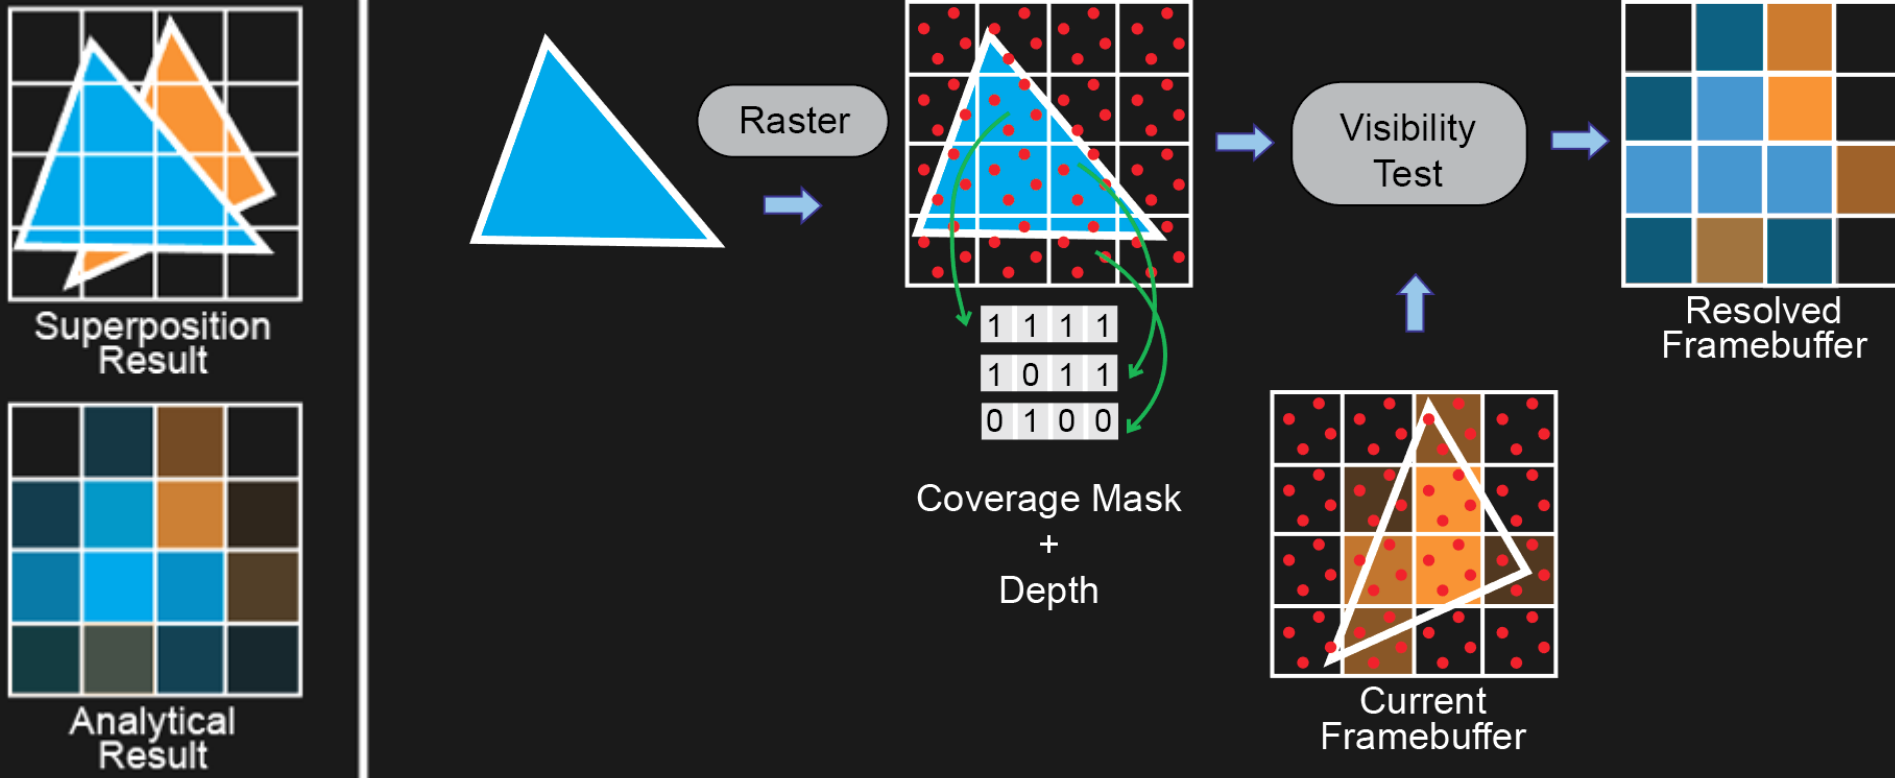 Superposition
Result
Analytical
Result
Raster
1 1 1 1
1 0 1 1
0 1 0 0
Coverage Mask
+
Depth
Visibility
Test
Current
Framebuffer
Resolved
Framebuffer